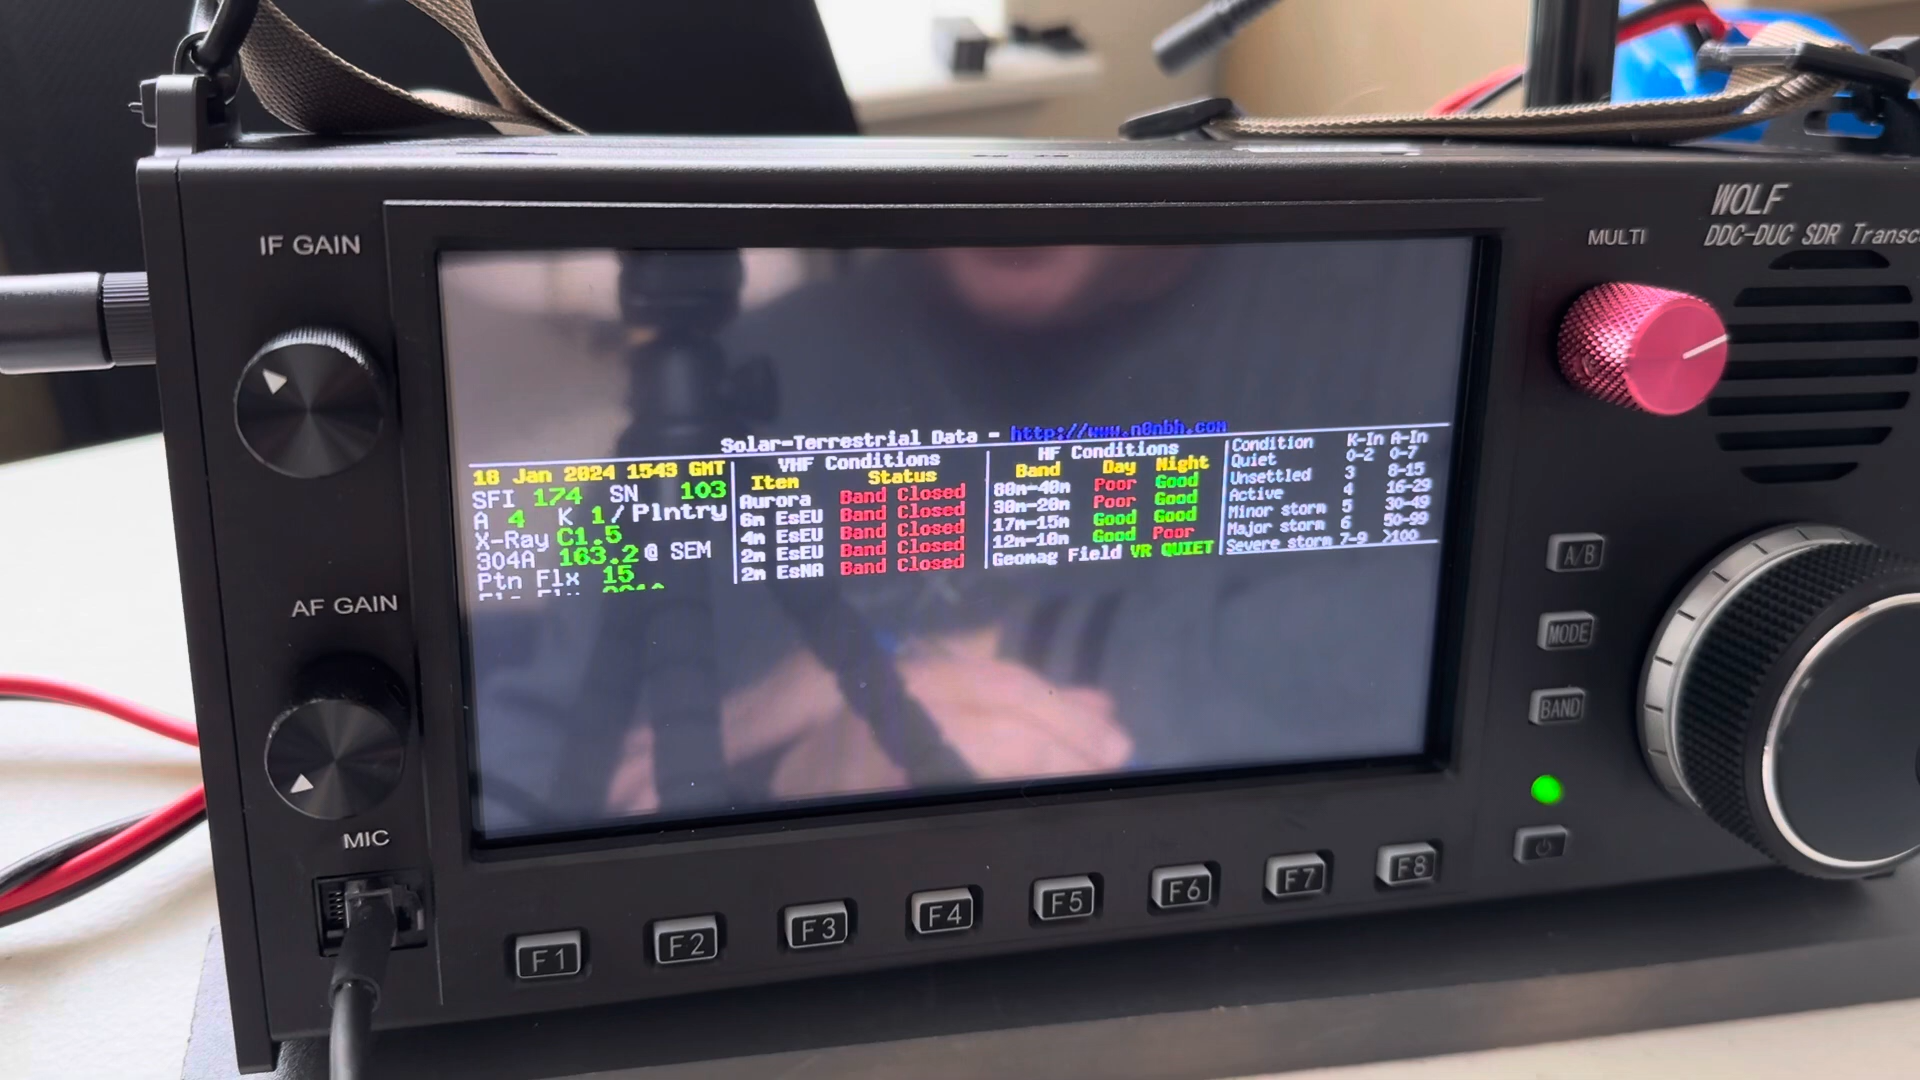 IF GAIN
AF GAIN
MIC
WOLF
DDC-DUC SDR Transc
MULTI
Solar-Terrestrial Data - http://www.n0nbh.com
18 Jan 2024 1543 GMT
SFI 174 SN 103
A 4 K 1 / Plntry
X-Ray C1.5
304A 163.2 @ SEM
Ptn Flx 15
VHF Conditions
Item Status
Aurora Band Closed
6m EsEU Band Closed
4m EsEU Band Closed
2m EsEU Band Closed
2m EsNA Band Closed
HF Conditions
Band Day Night
80m-40m Poor Good
30m-20m Poor Good
17m-15m Good Good
12m-10m Good Poor
Geomag Field VR QUIET
Condition K-In A-In
Quiet 0-2 0-7
Unsettled 3 8-15
Active 4 16-29
Minor storm 5 30-49
Major storm 6 50-99
Severe storm 7-9 >100
A/B
MODE
BAND
F1 F2 F3 F4 F5 F6 F7 F8